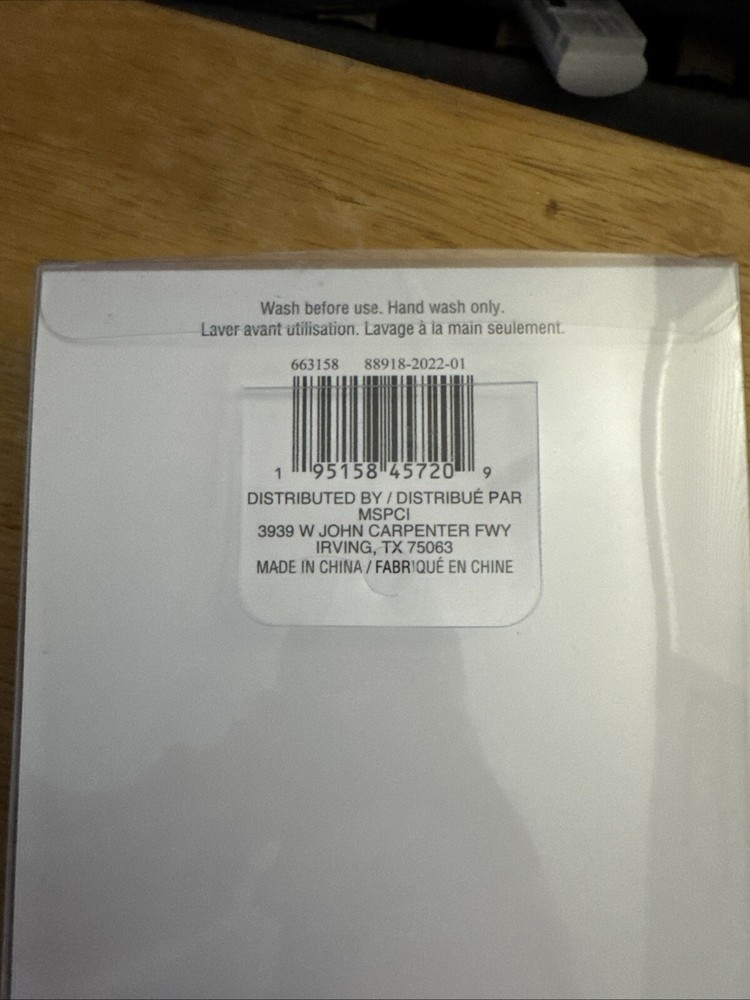 Wash before use. Hand wash only.
Laver avant utilisation. Lavage à la main seulement.
663158 88918-2022-01
1 95158 45720 9
DISTRIBUTED BY / DISTRIBUÉ PAR
MSPCI
3939 W JOHN CARPENTER FWY
IRVING, TX 75063
MADE IN CHINA / FABRIQUÉ EN CHINE